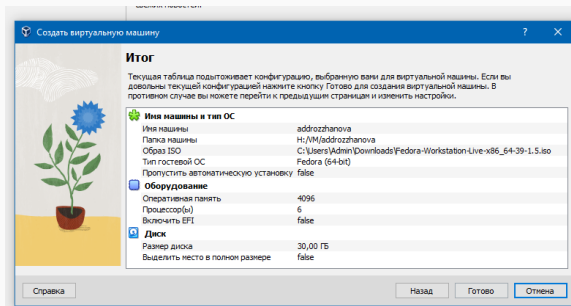 свежих новостей.
Создать виртуальную машину
Итог
Текущая таблица подытоживает конфигурацию, выбранную вами для виртуальной машины. Если вы
довольны текущей конфигурацией нажмите кнопку Готово для создания виртуальной машины. В
противном случае вы можете перейти к предыдущим страницам и изменить настройки.
Имя машины и тип ОС
Имя машины addrozzhanova
Папка машины H:/VM/addrozzhanova
Образ ISO C:\Users\Admin\Downloads\Fedora-Workstation-Live-x86_64-39-1.5.iso
Тип гостевой ОС Fedora (64-bit)
Пропустить автоматическую установку false
Оборудование
Оперативная память 4096
Процессор(ы) 6
Включить EFI false
Диск
Размер диска 30,00 ГБ
Выделить место в полном размере false
Справка Назад Готово Отмена